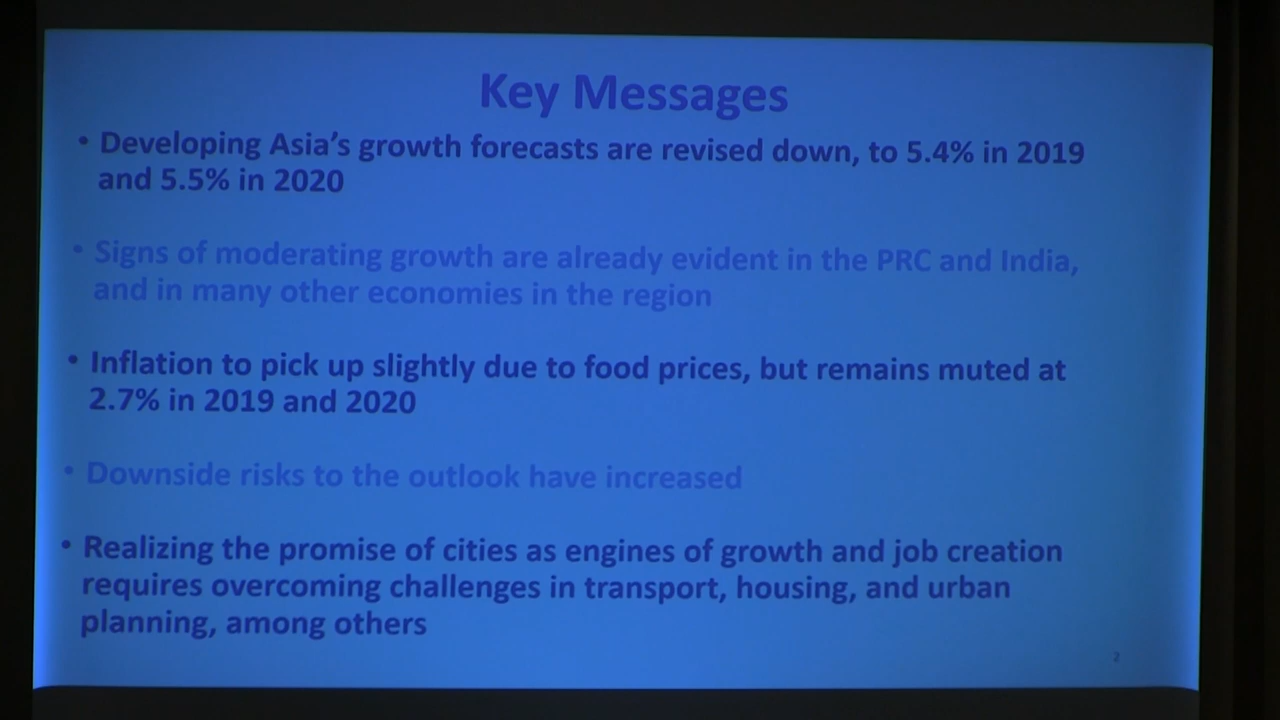 Key Messages
• Developing Asia's growth forecasts are revised down, to 5.4% in 2019
and 5.5% in 2020
• Signs of moderating growth are already evident in the PRC and India,
and in many other economies in the region
• Inflation to pick up slightly due to food prices, but remains muted at
2.7% in 2019 and 2020
• Downside risks to the outlook have increased
• Realizing the promise of cities as engines of growth and job creation
requires overcoming challenges in transport, housing, and urban
planning, among others
2